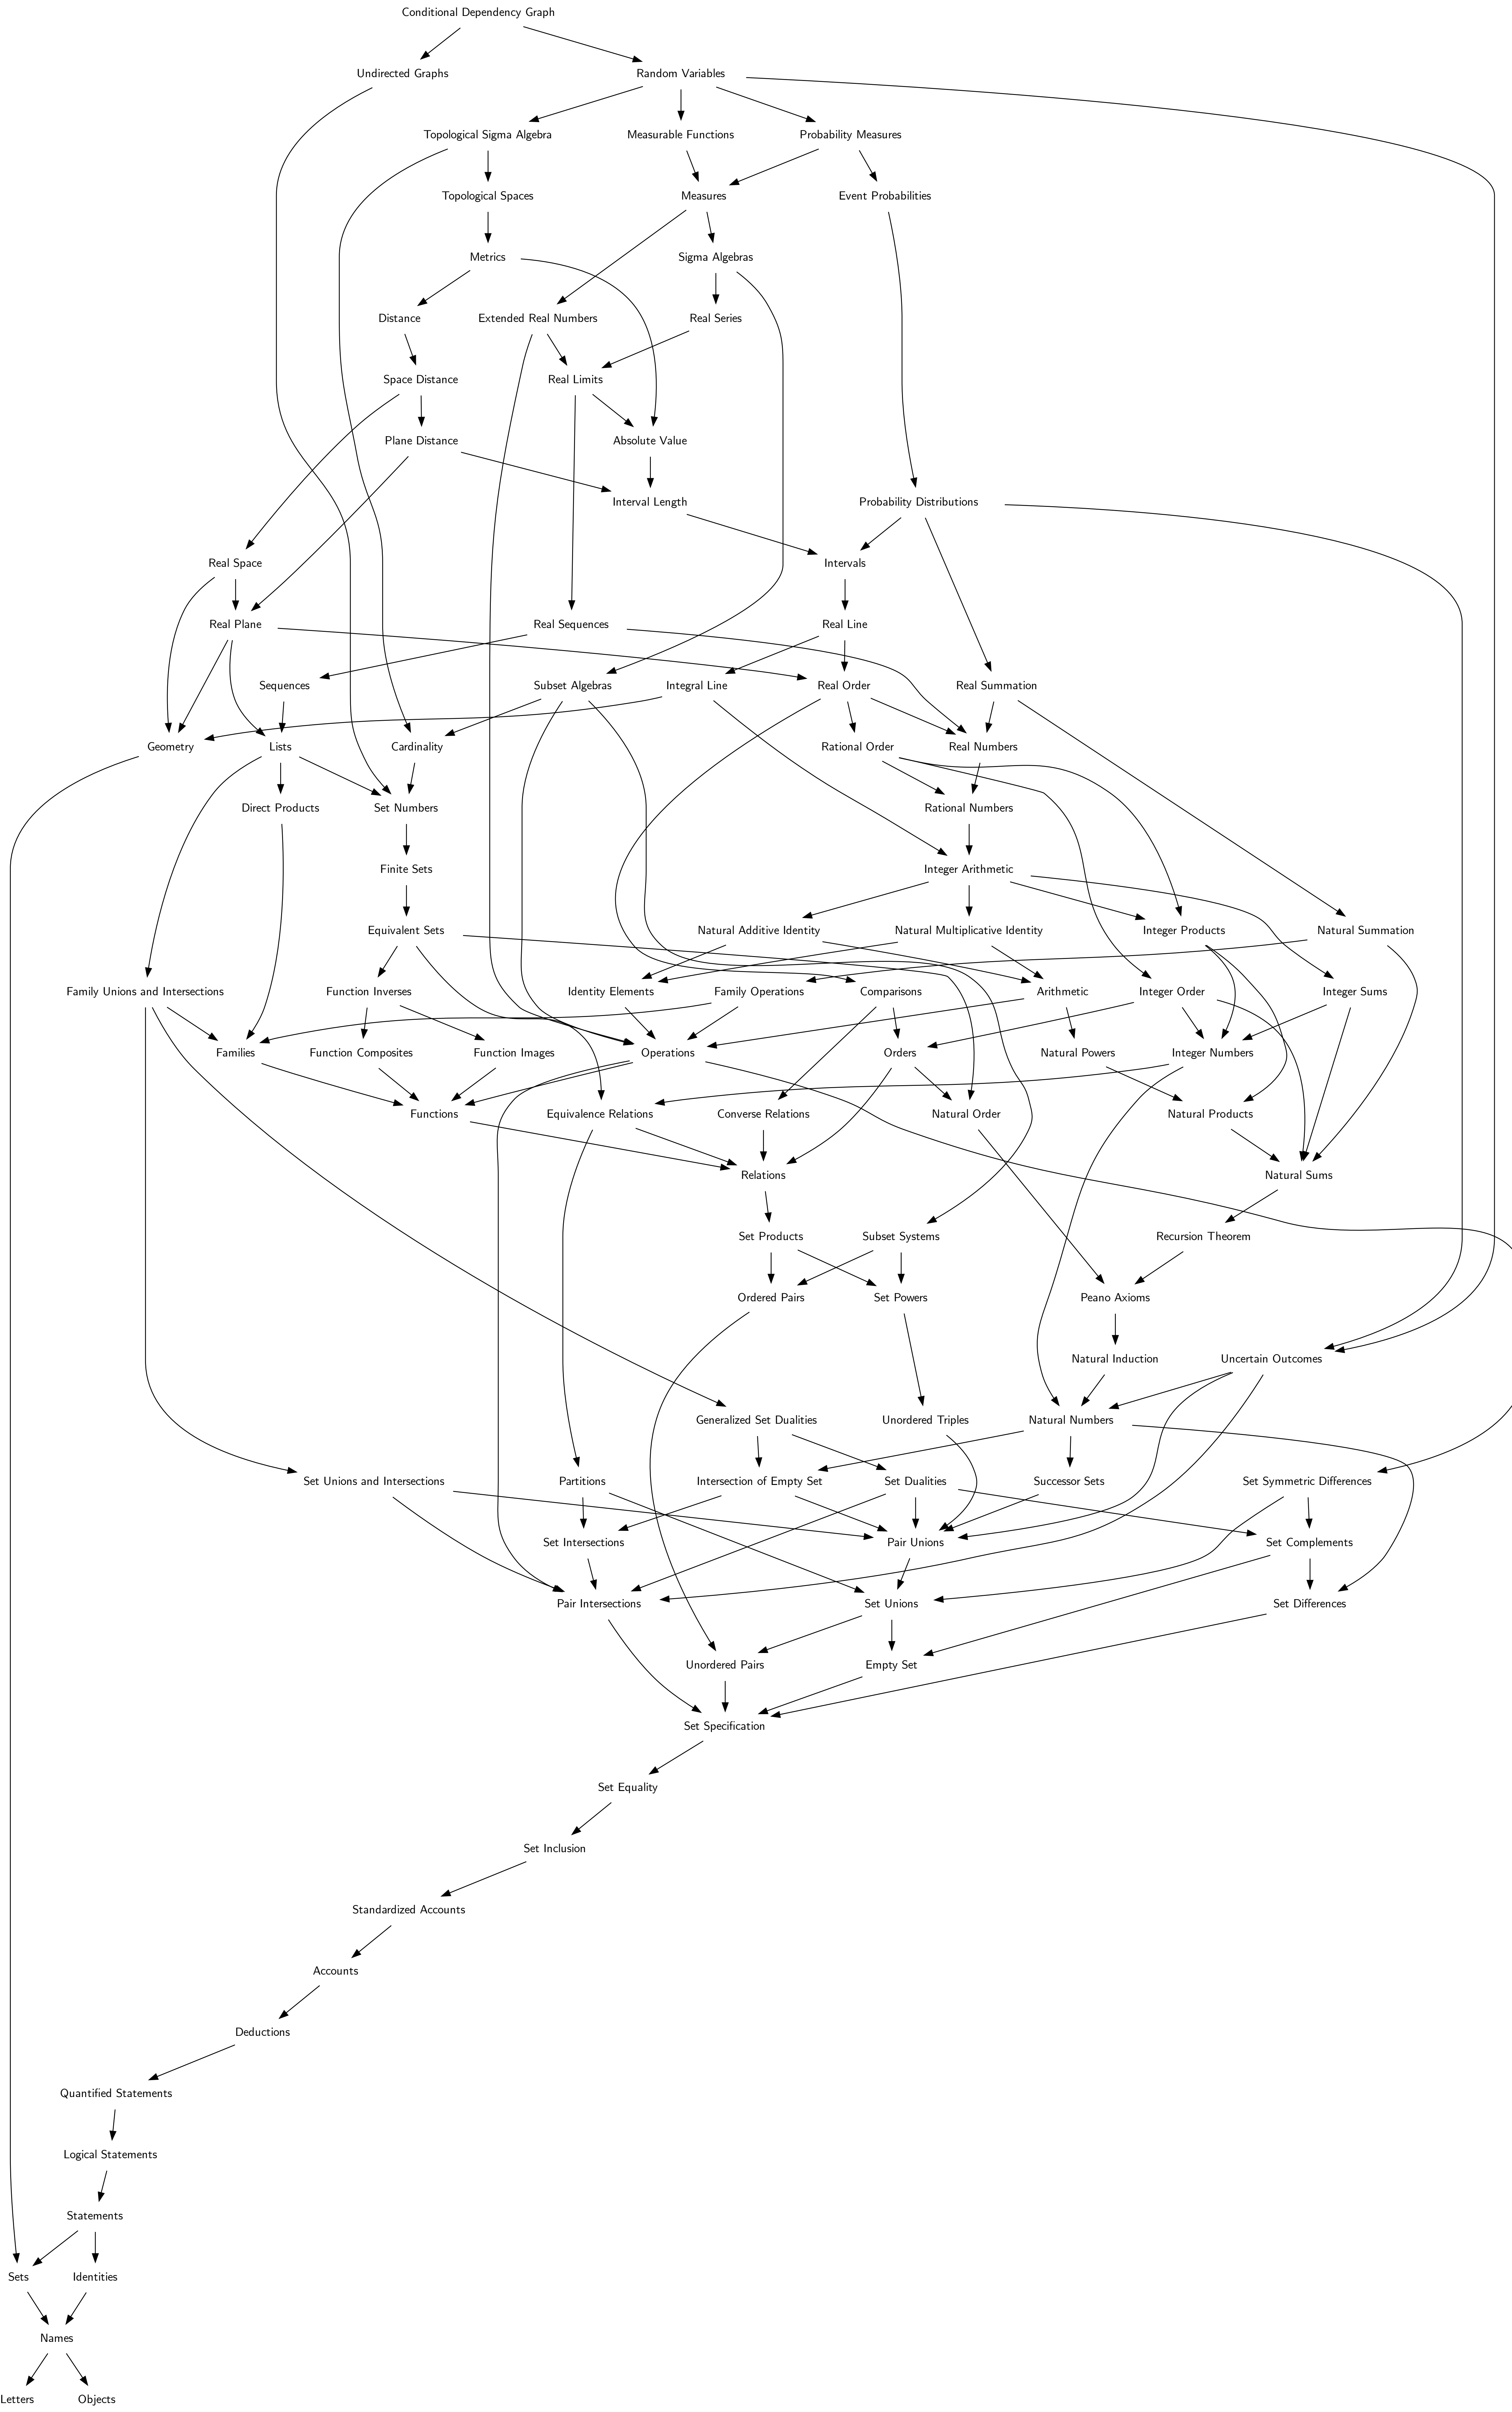 Conditional Dependency Graph
Undirected Graphs
Random Variables
Topological Sigma Algebra
Measurable Functions
Probability Measures
Topological Spaces
Measures
Event Probabilities
Metrics
Sigma Algebras
Distance
Extended Real Numbers
Real Series
Space Distance
Real Limits
Plane Distance
Absolute Value
Interval Length
Probability Distributions
Real Space
Intervals
Real Plane
Real Sequences
Real Line
Sequences
Subset Algebras
Integral Line
Real Order
Real Summation
Geometry
Lists
Cardinality
Rational Order
Real Numbers
Direct Products
Set Numbers
Rational Numbers
Finite Sets
Integer Arithmetic
Equivalent Sets
Natural Additive Identity
Natural Multiplicative Identity
Integer Products
Natural Summation
Family Unions and Intersections
Function Inverses
Identity Elements
Family Operations
Comparisons
Arithmetic
Integer Order
Integer Sums
Families
Function Composites
Function Images
Operations
Orders
Natural Powers
Integer Numbers
Functions
Equivalence Relations
Converse Relations
Natural Order
Natural Products
Relations
Natural Sums
Set Products
Subset Systems
Recursion Theorem
Ordered Pairs
Set Powers
Peano Axioms
Natural Induction
Uncertain Outcomes
Generalized Set Dualities
Unordered Triples
Natural Numbers
Set Unions and Intersections
Partitions
Intersection of Empty Set
Set Dualities
Successor Sets
Set Symmetric Differences
Set Intersections
Pair Unions
Set Complements
Pair Intersections
Set Unions
Set Differences
Unordered Pairs
Empty Set
Set Specification
Set Equality
Set Inclusion
Standardized Accounts
Accounts
Deductions
Quantified Statements
Logical Statements
Statements
Sets
Identities
Names
Letters
Objects